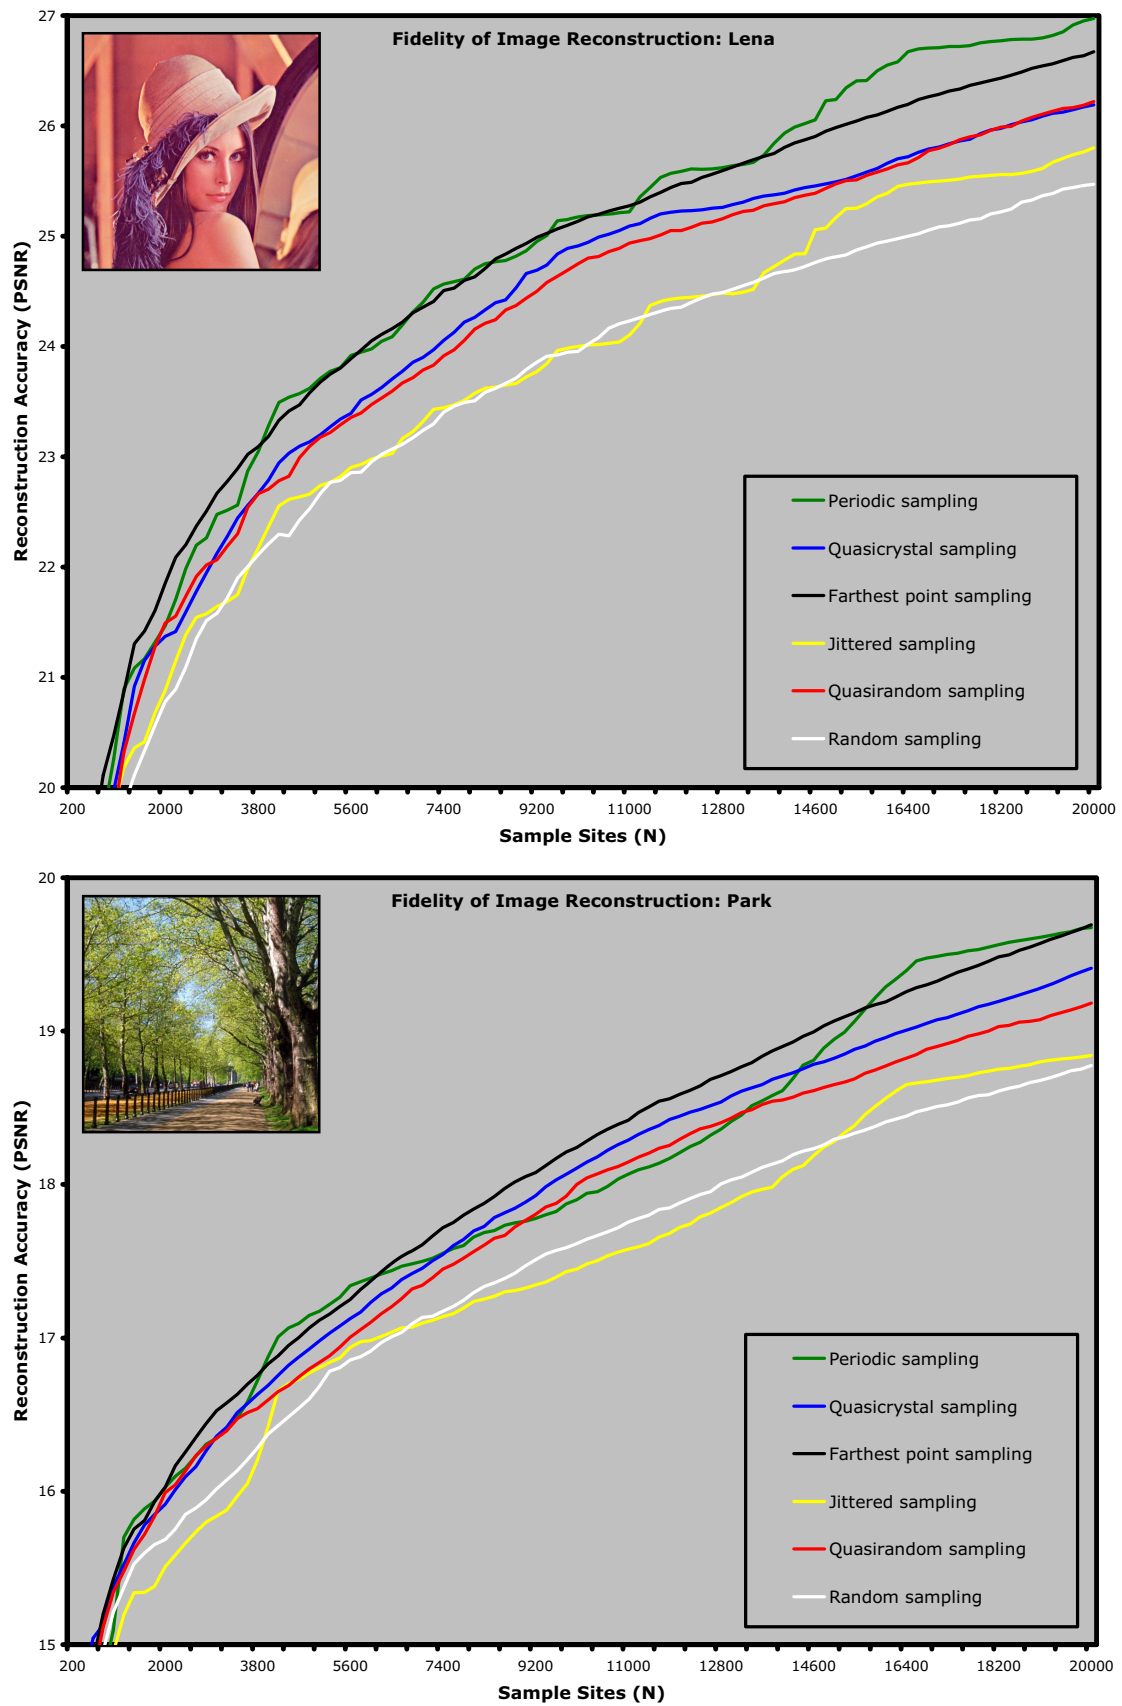 Fidelity of Image Reconstruction: Lena
Reconstruction Accuracy (PSNR)
27
26
25
24
23
22
21
20
Periodic sampling
Quasicrystal sampling
Farthest point sampling
Jittered sampling
Quasirandom sampling
Random sampling
200 2000 3800 5600 7400 9200 11000 12800 14600 16400 18200 20000
Sample Sites (N)
Fidelity of Image Reconstruction: Park
Reconstruction Accuracy (PSNR)
20
19
18
17
16
15
Periodic sampling
Quasicrystal sampling
Farthest point sampling
Jittered sampling
Quasirandom sampling
Random sampling
200 2000 3800 5600 7400 9200 11000 12800 14600 16400 18200 20000
Sample Sites (N)